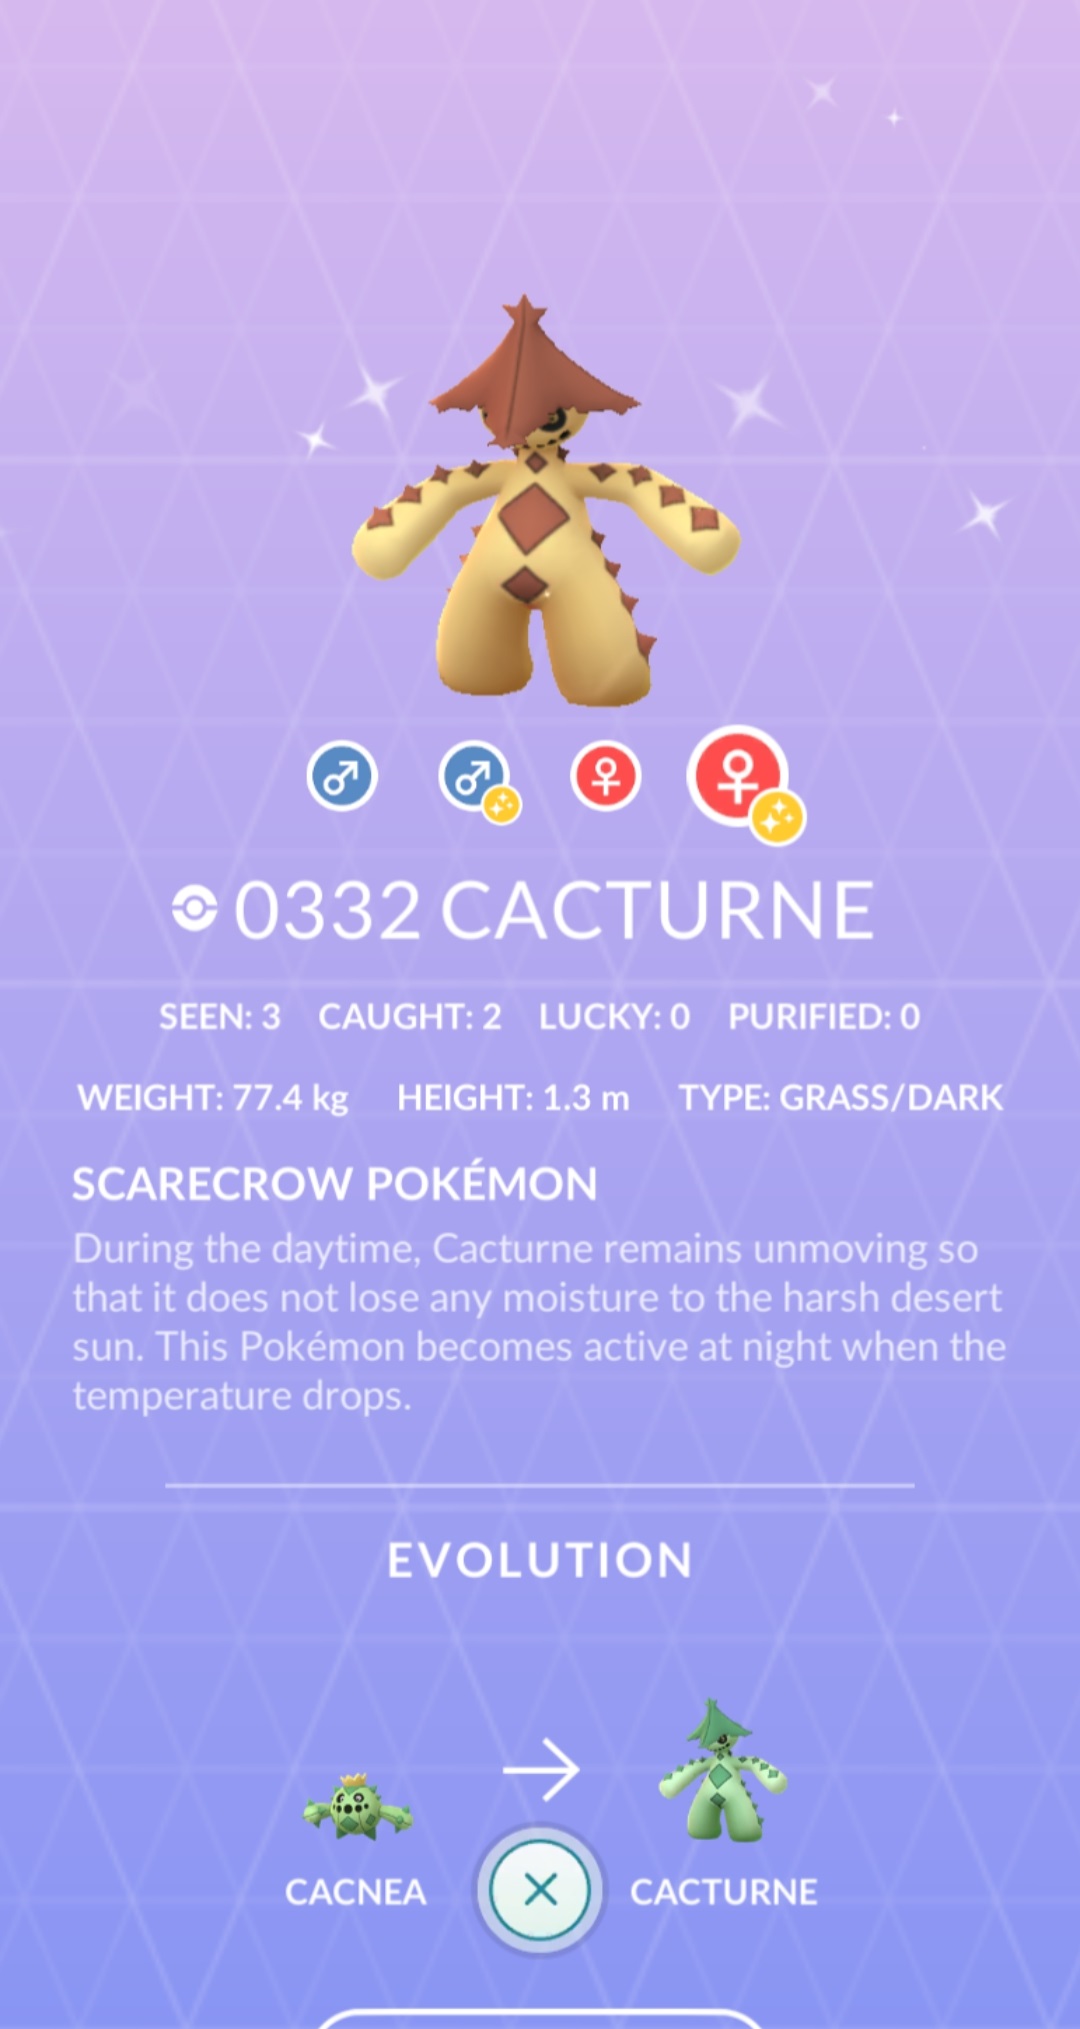 0332 CACTURNE
SEEN: 3 CAUGHT: 2 LUCKY: 0 PURIFIED: 0
WEIGHT: 77.4 kg HEIGHT: 1.3 m TYPE: GRASS/DARK
SCARECROW POKÉMON
During the daytime, Cacturne remains unmoving so
that it does not lose any moisture to the harsh desert
sun. This Pokémon becomes active at night when the
temperature drops.
EVOLUTION
CACNEA CACTURNE